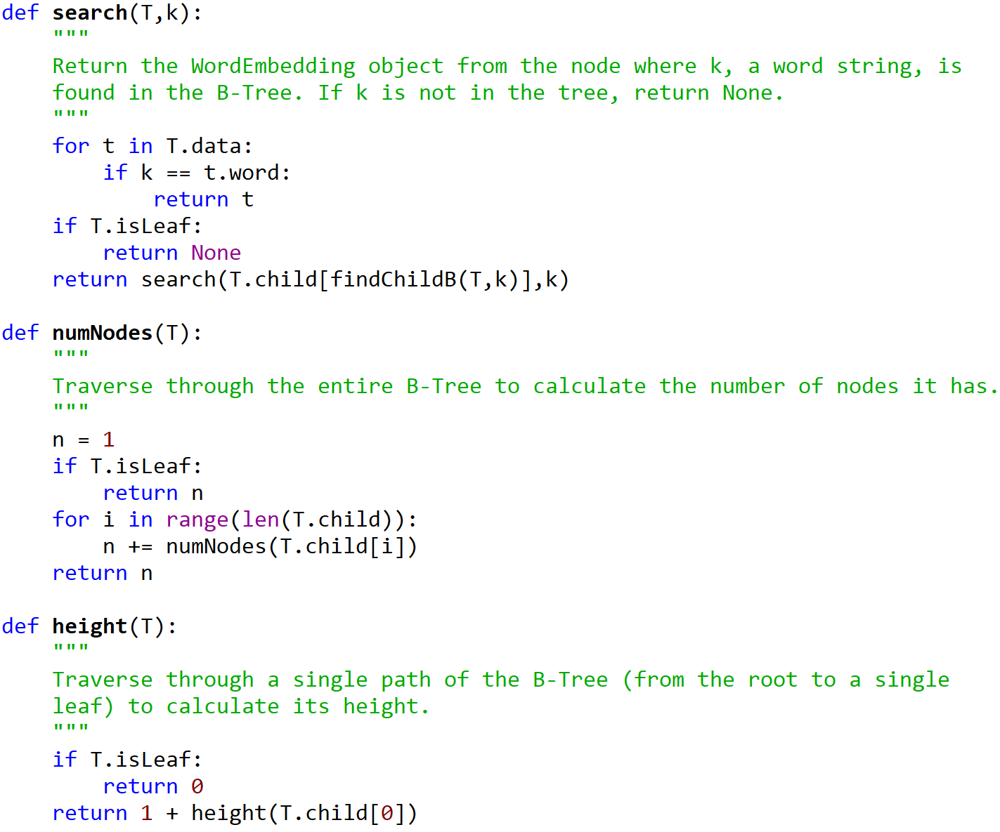 def search(T,k):
    """
    Return the WordEmbedding object from the node where k, a word string, is
    found in the B-Tree. If k is not in the tree, return None.
    """
    for t in T.data:
        if k == t.word:
            return t
    if T.isLeaf:
        return None
    return search(T.child[findChildB(T,k)],k)

def numNodes(T):
    """
    Traverse through the entire B-Tree to calculate the number of nodes it has.
    """
    n = 1
    if T.isLeaf:
        return n
    for i in range(len(T.child)):
        n += numNodes(T.child[i])
    return n

def height(T):
    """
    Traverse through a single path of the B-Tree (from the root to a single
    leaf) to calculate its height.
    """
    if T.isLeaf:
        return 0
    return 1 + height(T.child[0])